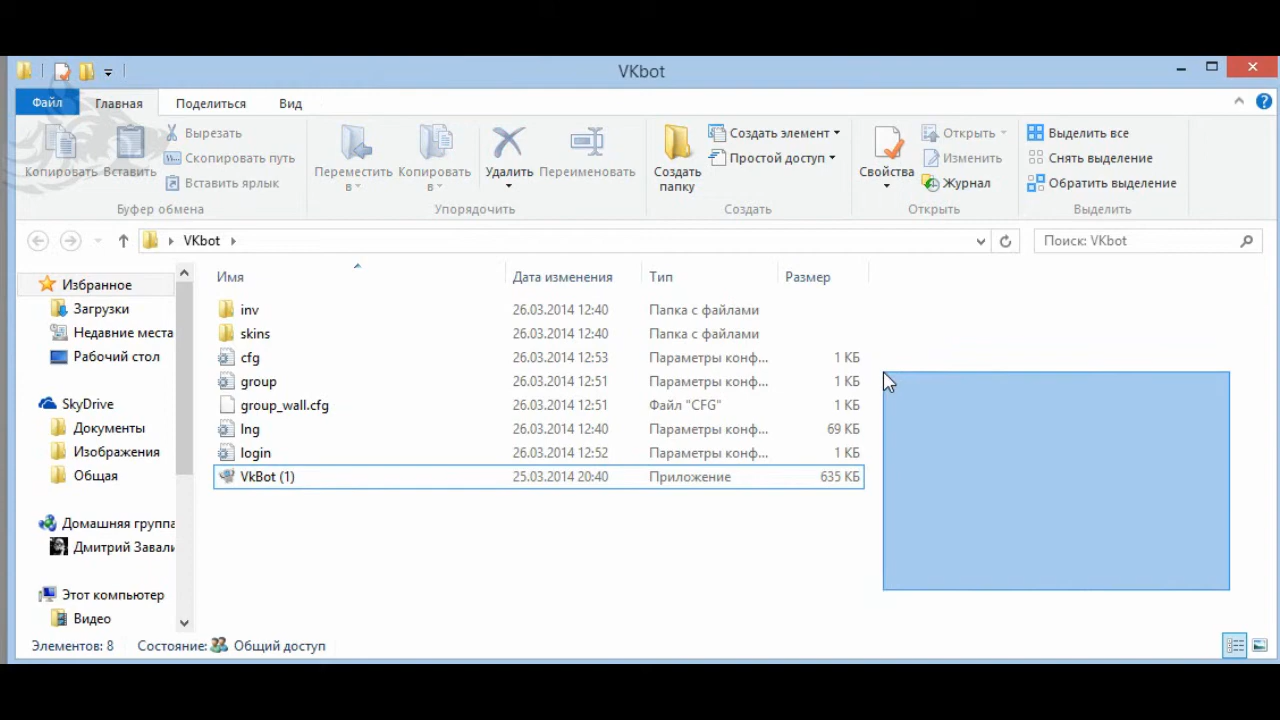 VKbot
Файл Главная Поделиться Вид
Копировать Вставить Вырезать Скопировать путь Вставить ярлык
Буфер обмена
Переместить в Копировать в Удалить Переименовать
Упорядочить
Создать папку Создать элемент Простой доступ
Создать
Свойства Открыть Изменить Журнал
Открыть
Выделить все Снять выделение Обратить выделение
Выделить
VKbot Поиск: VKbot
Избранное
Загрузки
Недавние места
Рабочий стол
SkyDrive
Документы
Изображения
Общая
Домашняя группа
Дмитрий Завали
Этот компьютер
Видео
Имя Дата изменения Тип Размер
inv 26.03.2014 12:40 Папка с файлами
skins 26.03.2014 12:40 Папка с файлами
cfg 26.03.2014 12:53 Параметры конф... 1 КБ
group 26.03.2014 12:51 Параметры конф... 1 КБ
group_wall.cfg 26.03.2014 12:51 Файл "CFG" 1 КБ
lng 26.03.2014 12:40 Параметры конф... 69 КБ
login 26.03.2014 12:52 Параметры конф... 1 КБ
VkBot (1) 25.03.2014 20:40 Приложение 635 КБ
Элементов: 8 Состояние: Общий доступ